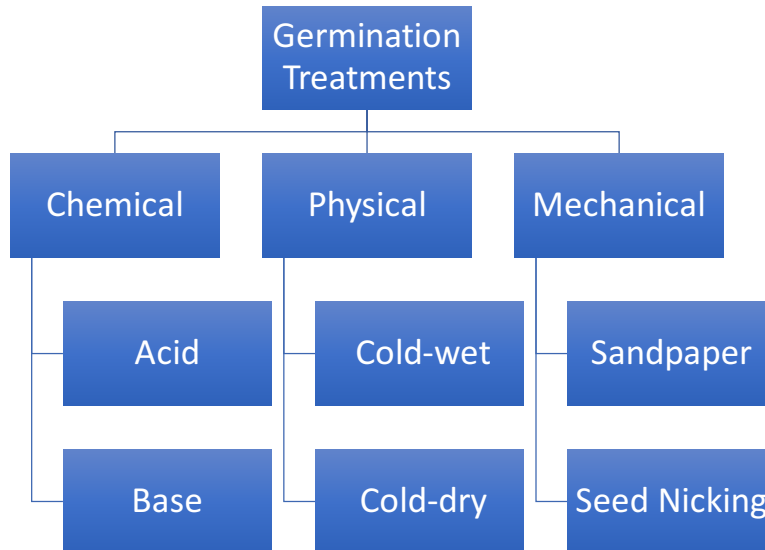 Germination
Treatments
Chemical
Physical
Mechanical
Acid
Cold-wet
Sandpaper
Base
Cold-dry
Seed Nicking